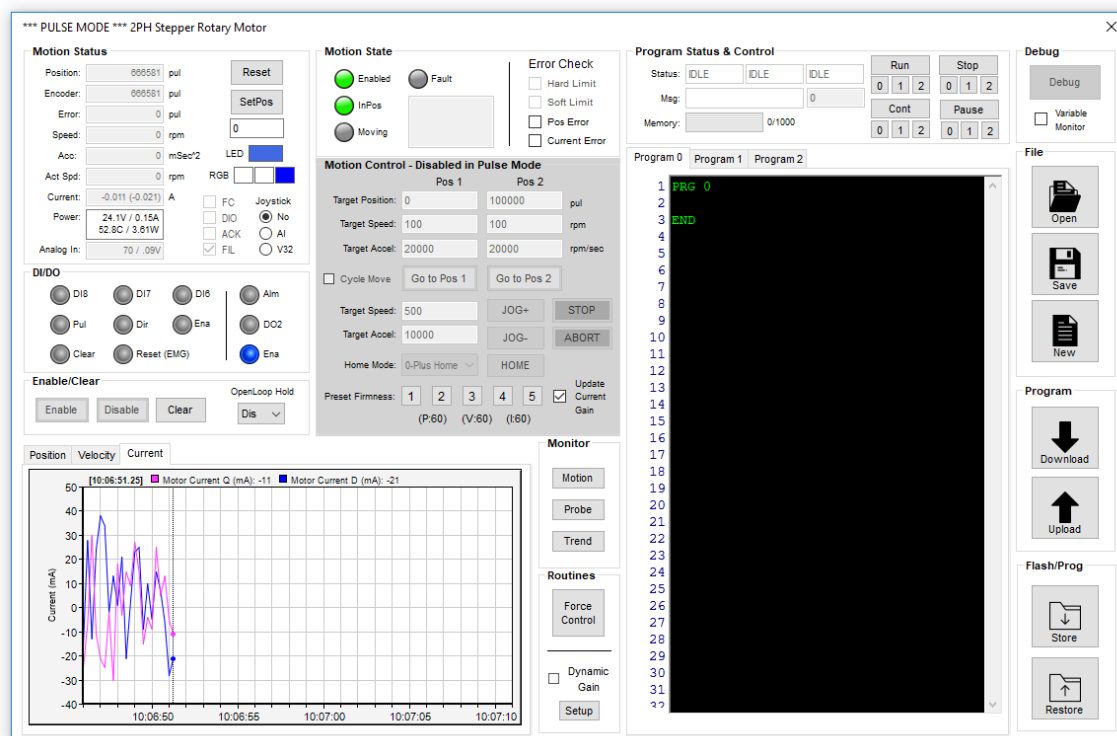 *** PULSE MODE *** 2PH Stepper Rotary Motor
Motion Status
Position: 666581 pul
Encoder: 666581 pul
Error: 0 pul
Speed: 0 rpm
Acc: 0 mSec^2
Act Spd: 0 rpm
Current: -0.011 (-0.021) A
Power: 24.1V / 0.15A
52.8C / 3.61W
Analog In: 70 / .09V
Reset
SetPos
0
LED
RGB
FC
DIO
ACK
FIL
Joystick
No
AI
V32
DI/DO
DI8 DI7 DI6 Alm
Pul Dir Ena DO2
Clear Reset (EMG) Ena
Enable/Clear
Enable Disable Clear
OpenLoop Hold
Dis
Motion State
Enabled Fault
InPos
Moving
Error Check
Hard Limit
Soft Limit
Pos Error
Current Error
Motion Control - Disabled in Pulse Mode
Pos 1 Pos 2
Target Position: 0 100000 pul
Target Speed: 100 100 rpm
Target Accel: 20000 20000 rpm/sec
Cycle Move Go to Pos 1 Go to Pos 2
Target Speed: 500 JOG+ STOP
Target Accel: 10000 JOG- ABORT
Home Mode: 0-Plus Home HOME
Preset Firmness: 1 2 3 4 5
Update
Current
Gain
(P:60) (V:60) (I:60)
Position Velocity Current
[10:06:51.25] Motor Current Q (mA): -11 Motor Current D (mA): -21
Current (mA)
50
40
30
20
10
0
-10
-20
-30
-40
10:06:50 10:06:55 10:07:00 10:07:05 10:07:10
Monitor
Motion
Probe
Trend
Routines
Force
Control
Dynamic
Gain
Setup
Program Status & Control
Status: IDLE IDLE IDLE
Msg: 0
Memory: 0/1000
Run
0 1 2
Stop
0 1 2
Cont
0 1 2
Pause
0 1 2
Program 0 Program 1 Program 2
1 PRG 0
2
3 END
4
5
6
7
8
9
10
11
12
13
14
15
16
17
18
19
20
21
22
23
24
25
26
27
28
29
30
31
32
Debug
Debug
Variable
Monitor
File
Open
Save
New
Program
Download
Upload
Flash/Prog
Store
Restore